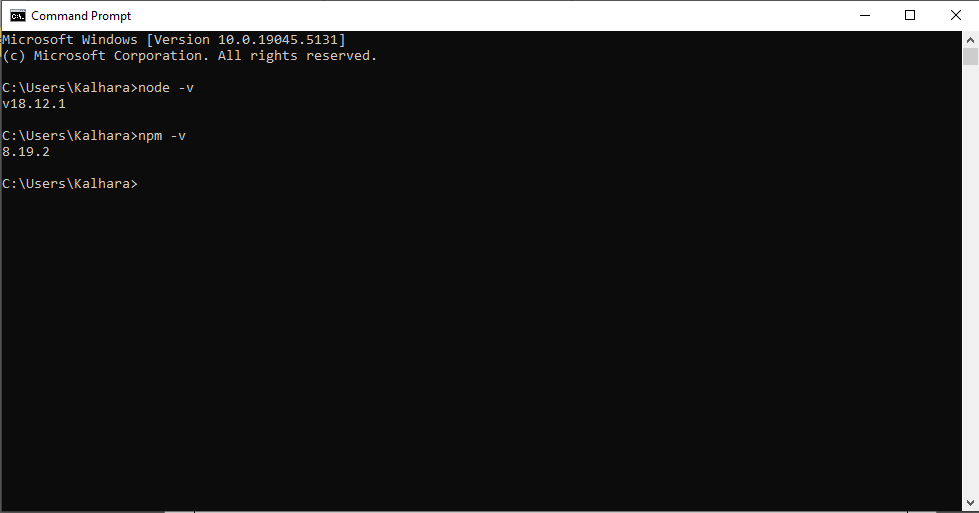 Command Prompt
Microsoft Windows [Version 10.0.19045.5131]
(c) Microsoft Corporation. All rights reserved.
C:\Users\Kalhara>node -v
v18.12.1
C:\Users\Kalhara>npm -v
8.19.2
C:\Users\Kalhara>